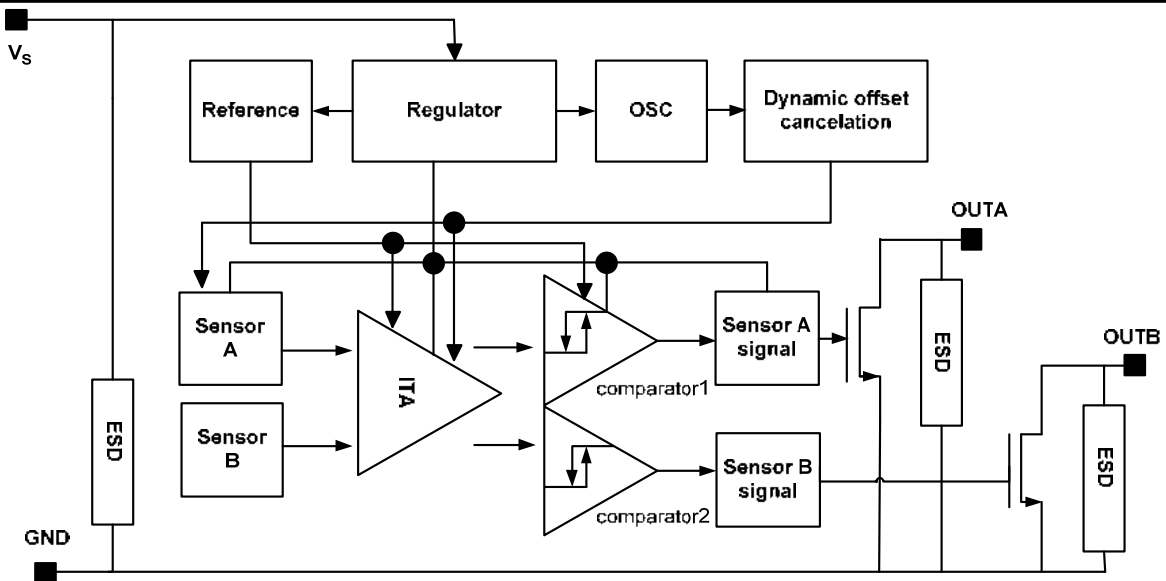 Vs
Reference
Regulator
OSC
Dynamic offset
cancelation
OUTA
Sensor
A
ITA
Sensor A
signal
ESD
OUTB
comparator1
ESD
Sensor
B
Sensor B
signal
ESD
comparator2
GND